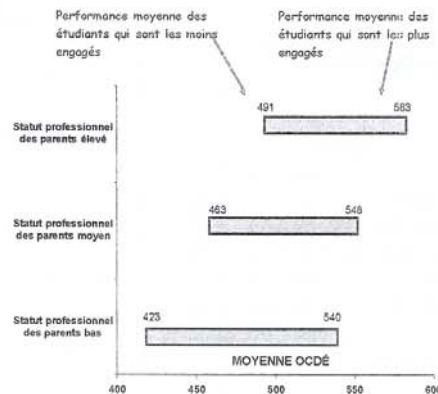 Performance moyenne des
étudiants qui sont les moins
engagés
Performance moyenne des
étudiants qui sont les plus
engagés
491
583
Statut professionnel
des parents élevé
463
548
Statut professionnel
des parents moyen
423
540
Statut professionnel
des parents bas
MOYENNE OCDÉ
400
450
500
550
600